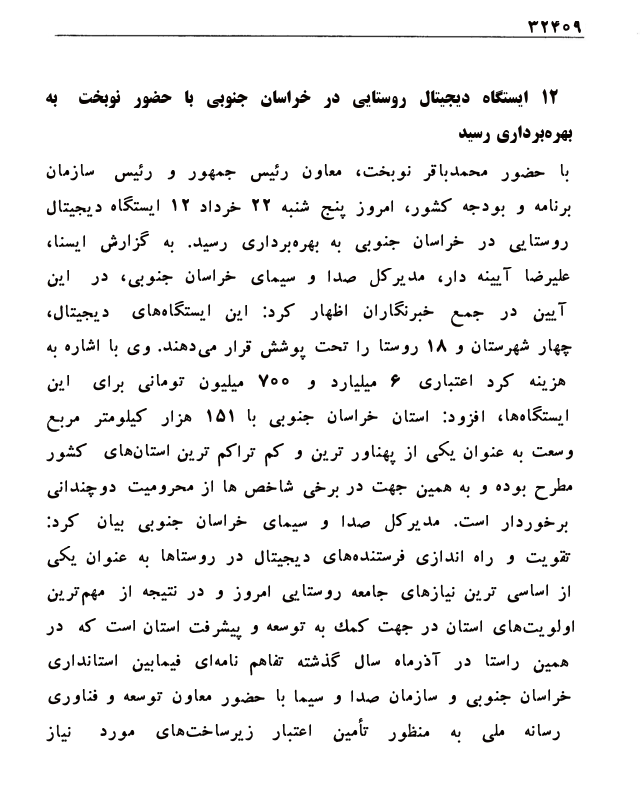 ۳۲۴۰۹
۱۲ ایستگاه دیجیتال روستایی در خراسان جنوبی با حضور نوبخت به
بهره‌برداری رسید
با حضور محمدباقر نوبخت، معاون رئیس جمهور و رئیس سازمان
برنامه و بودجه کشور، امروز پنج شنبه ۲۲ خرداد ۱۲ ایستگاه دیجیتال
روستایی در خراسان جنوبی به بهره‌برداری رسید. به گزارش ایسنا،
علیرضا آیینه دار، مدیرکل صدا و سیمای خراسان جنوبی، در این
آیین در جمع خبرنگاران اظهار کرد: این ایستگاه‌های دیجیتال،
چهار شهرستان و ۱۸ روستا را تحت پوشش قرار می‌دهند. وی با اشاره به
هزینه کرد اعتباری ۶ میلیارد و ۷۰۰ میلیون تومانی برای این
ایستگاه‌ها، افزود: استان خراسان جنوبی با ۱۵۱ هزار کیلومتر مربع
وسعت به عنوان یکی از پهناور ترین و کم تراکم ترین استان‌های کشور
مطرح بوده و به همین جهت در برخی شاخص ها از محرومیت دوچندانی
برخوردار است. مدیرکل صدا و سیمای خراسان جنوبی بیان کرد:
تقویت و راه اندازی فرستنده‌های دیجیتال در روستاها به عنوان یکی
از اساسی ترین نیازهای جامعه روستایی امروز و در نتیجه از مهم‌ترین
اولویت‌های استان در جهت کمک به توسعه و پیشرفت استان است که در
همین راستا در آذرماه سال گذشته تفاهم نامه‌ای فیمابین استانداری
خراسان جنوبی و سازمان صدا و سیما با حضور معاون توسعه و فناوری
رسانه ملی به منظور تأمین اعتبار زیرساخت‌های مورد نیاز